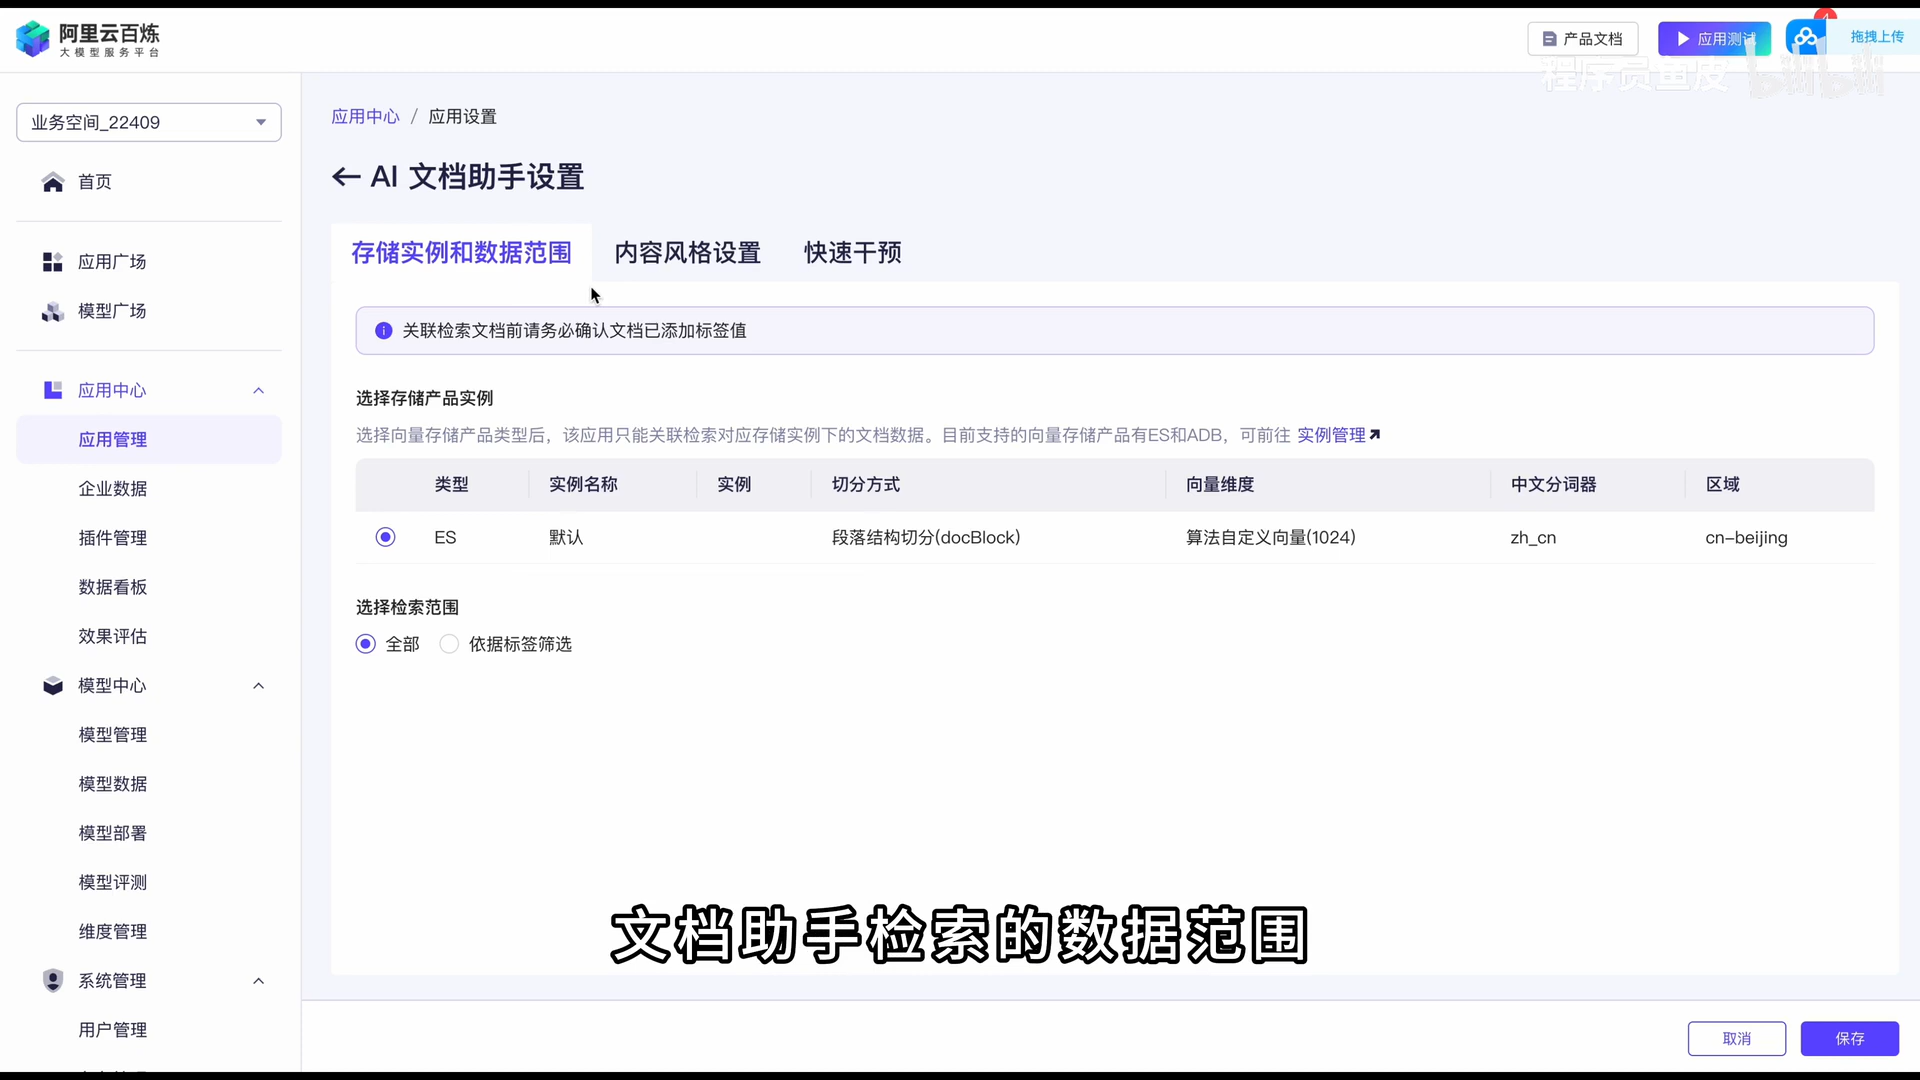 阿里云百炼
大模型服务平台
产品文档
应用测试
拖拽上传
程序员鱼皮
bilibili
业务空间_22409
首页
应用广场
模型广场
应用中心
应用管理
企业数据
插件管理
数据看板
效果评估
模型中心
模型管理
模型数据
模型部署
模型评测
维度管理
系统管理
用户管理
应用中心 / 应用设置
← AI 文档助手设置
存储实例和数据范围 内容风格设置 快速干预
关联检索文档前请务必确认文档已添加标签值
选择存储产品实例
选择向量存储产品类型后，该应用只能关联检索对应存储实例下的文档数据。目前支持的向量存储产品有ES和ADB，可前往 实例管理
类型 实例名称 实例 切分方式 向量维度 中文分词器 区域
ES 默认 段落结构切分(docBlock) 算法自定义向量(1024) zh_cn cn-beijing
选择检索范围
全部 依据标签筛选
文档助手检索的数据范围
取消 保存